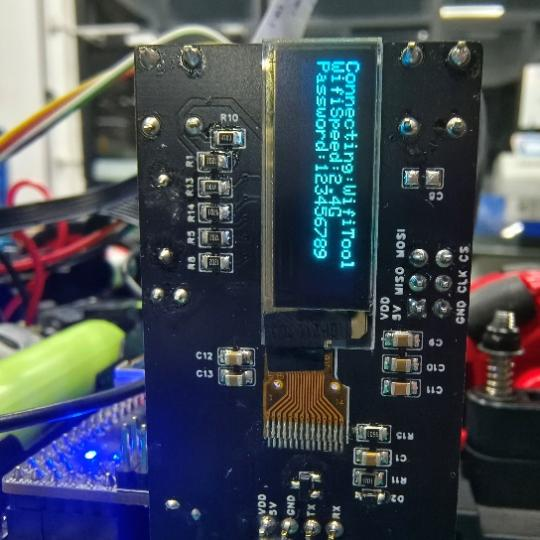 Connecting:WifiTool
WifiSpeed:2.4G
Password:123456789
R10
R1
R13
R14
R5
R8
C8
MISO MOSI
VDD
5V
GND CLK CS
C9
C10
C11
C12
C13
R15
C1
R11
D2
VDD
5V
GND
TX
RX